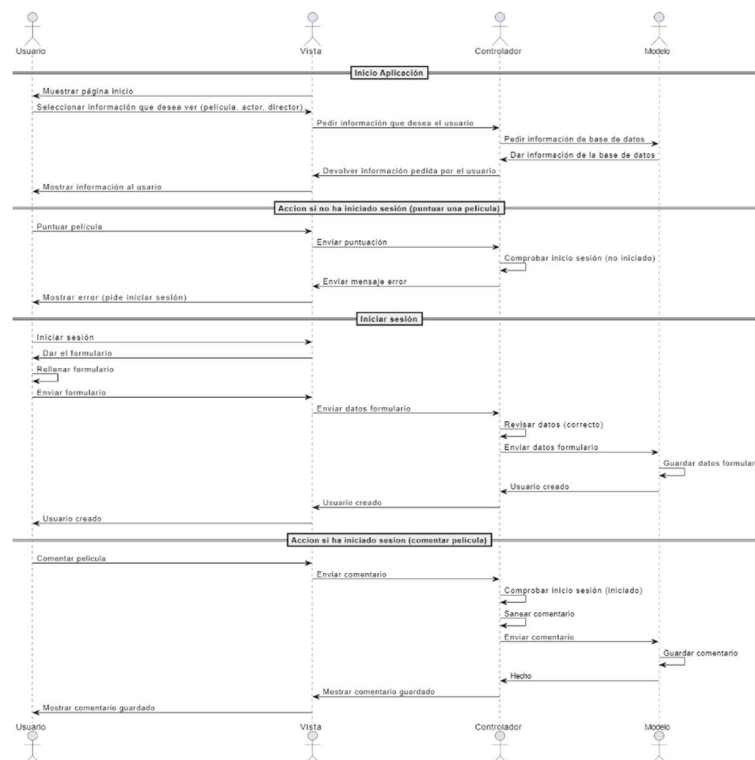 Usuario Vista Controlador Modelo
Inicio Aplicación
Muestrar página inicio
Seleccionar información que desea ver (película, actor, director)
Pedir información que desea el usuario
Pedir información de base de datos
Dar información de la base de datos
Devolver información pedida por el usuario
Mostrar información al usario
Accion si no ha iniciado sesión (puntuar una película)
Puntuar película
Enviar puntuación
Comprobar inicio sesión (no iniciado)
Enviar mensaje error
Mostrar error (pide iniciar sesión)
Iniciar sesión
Iniciar sesión
Dar el formulario
Rellenar formulario
Enviar formulario
Enviar datos formulario
Revisar datos (correcto)
Enviar datos formulario
Guardar datos formular
Usuario creado
Usuario creado
Usuario creado
Accion si ha iniciado sesion (comentar película)
Comentar película
Enviar comentario
Comprobar inicio sesión (iniciado)
Sanear comentario
Enviar comentario
Guardar comentario
Hecho
Mostrar comentario guardado
Mostrar comentario guardado
Usuario Vista Controlador Modelo